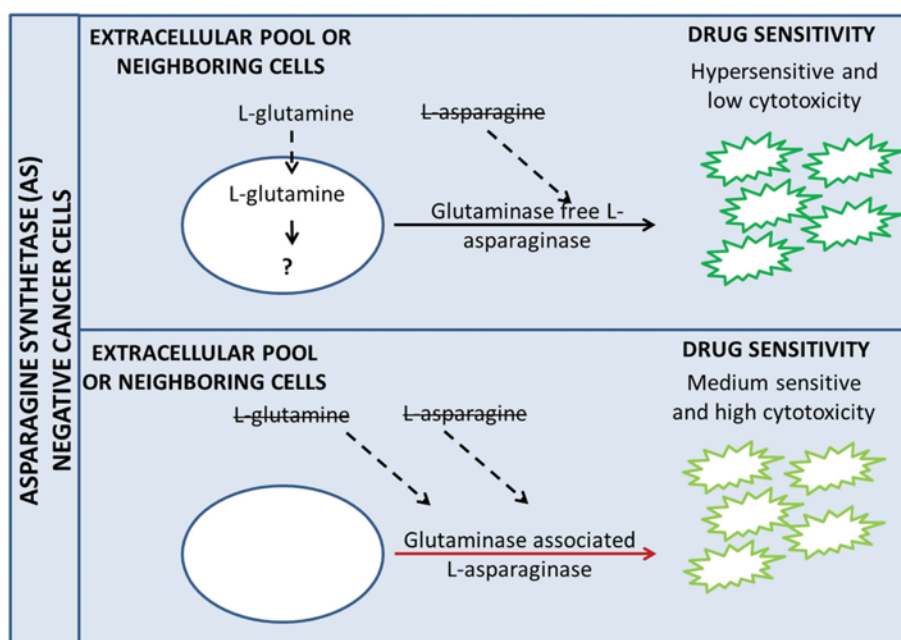 ASPARAGINE SYNTHETASE (AS)
NEGATIVE CANCER CELLS
EXTRACELLULAR POOL OR
NEIGHBORING CELLS
L-glutamine
L-asparagine
L-glutamine
?
Glutaminase free L-
asparaginase
DRUG SENSITIVITY
Hypersensitive and
low cytotoxicity
EXTRACELLULAR POOL
OR NEIGHBORING CELLS
L-glutamine
L-asparagine
Glutaminase associated
L-asparaginase
DRUG SENSITIVITY
Medium sensitive
and high cytotoxicity